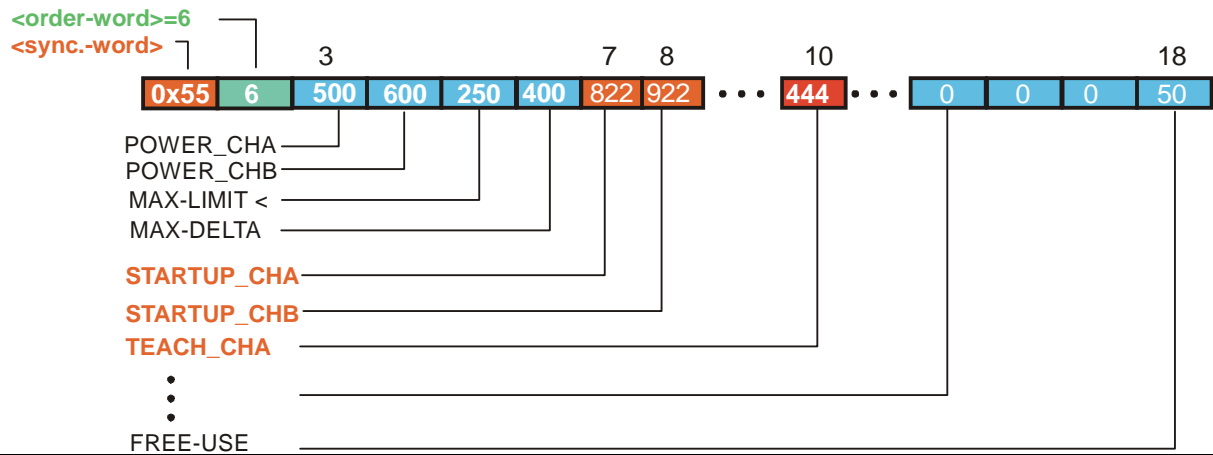 <order-word>=6
<sync.-word>
3 7 8 10 18
0x55 6 500 600 250 400 822 922 444 0 0 0 50
POWER_CHA
POWER_CHB
MAX-LIMIT <
MAX-DELTA
STARTUP_CHA
STARTUP_CHB
TEACH_CHA
FREE-USE